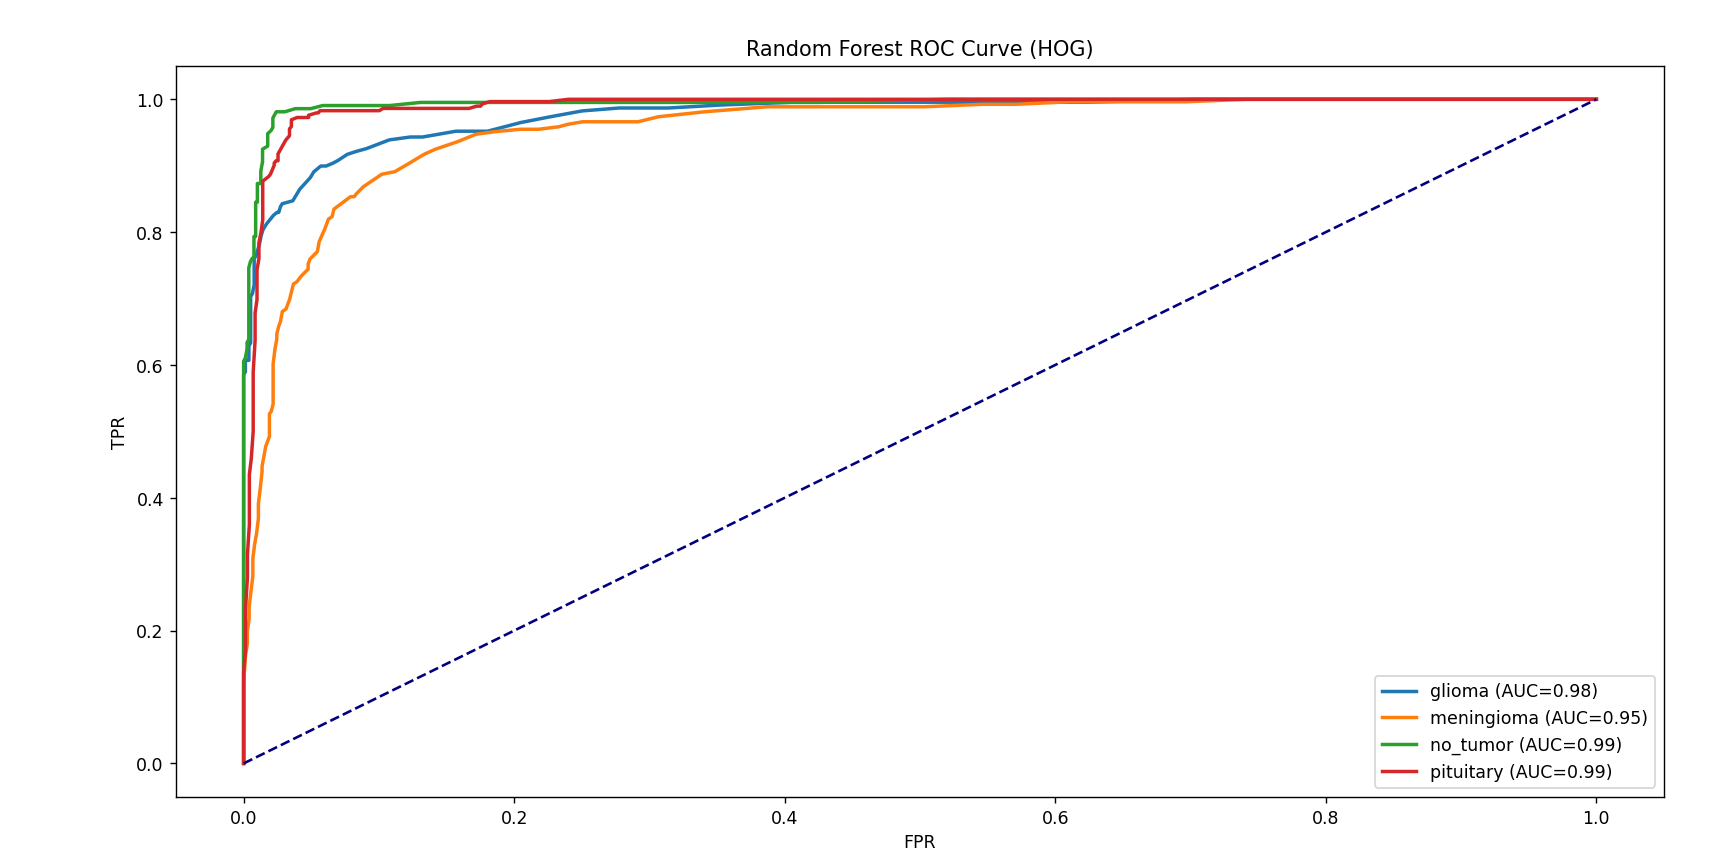 Random Forest ROC Curve (HOG)
1.0
0.8
0.6
0.4
0.2
0.0
TPR
0.0 0.2 0.4 0.6 0.8 1.0
FPR
glioma (AUC=0.98)
meningioma (AUC=0.95)
no_tumor (AUC=0.99)
pituitary (AUC=0.99)